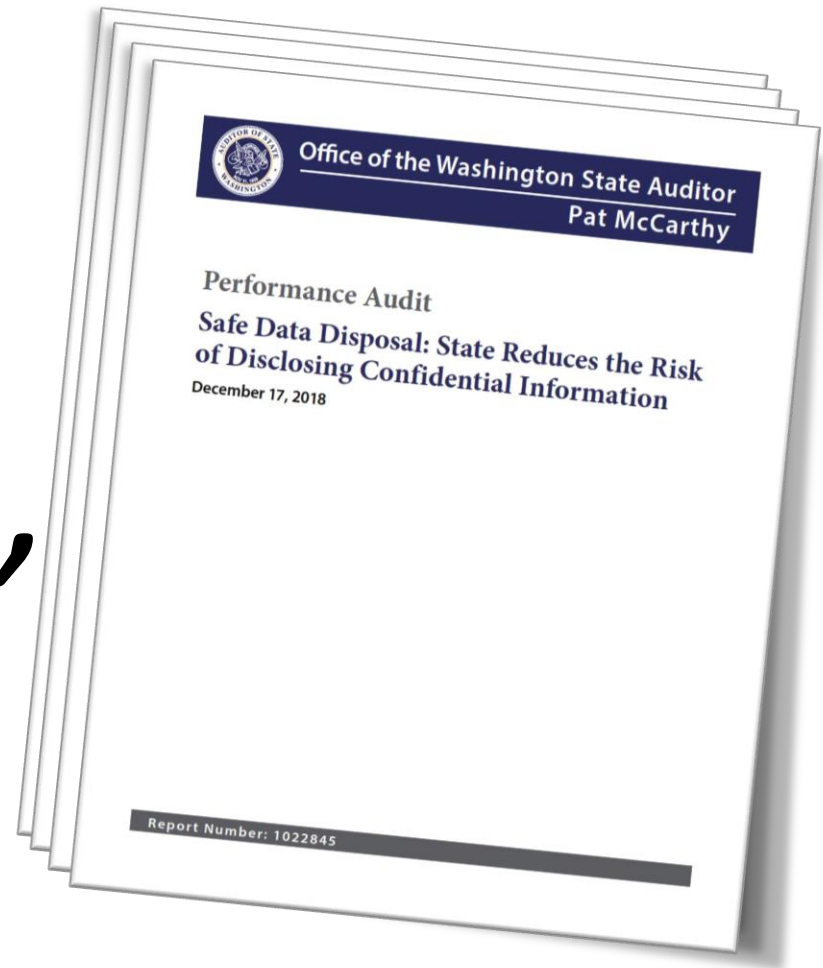 Office of the Washington State Auditor
Pat McCarthy
Performance Audit
Safe Data Disposal: State Reduces the Risk
of Disclosing Confidential Information
December 17, 2018
,
Report Number: 1022845